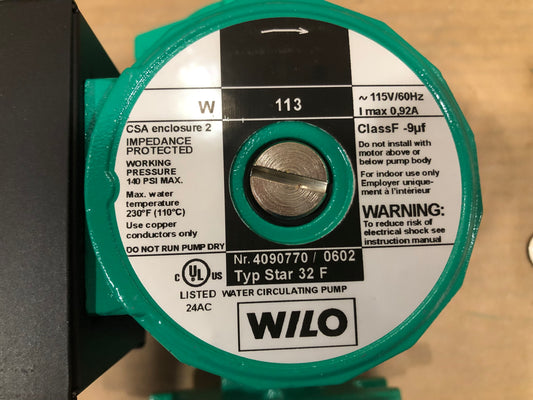 W 113 ~ 115V/60Hz
I max 0,92A
CSA enclosure 2
IMPEDANCE
PROTECTED
WORKING
PRESSURE
140 PSI MAX.
Max. water
temperature
230°F (110°C)
Use copper
conductors only
DO NOT RUN PUMP DRY
ClassF -9µf
Do not install with
motor above or
below pump body
For indoor use only
Employer unique-
ment à l'intérieur
WARNING:
To reduce risk of
electrical shock see
instruction manual
Nr. 4090770 / 0602
Typ Star 32 F
c UL us
LISTED WATER CIRCULATING PUMP
24AC
WILO